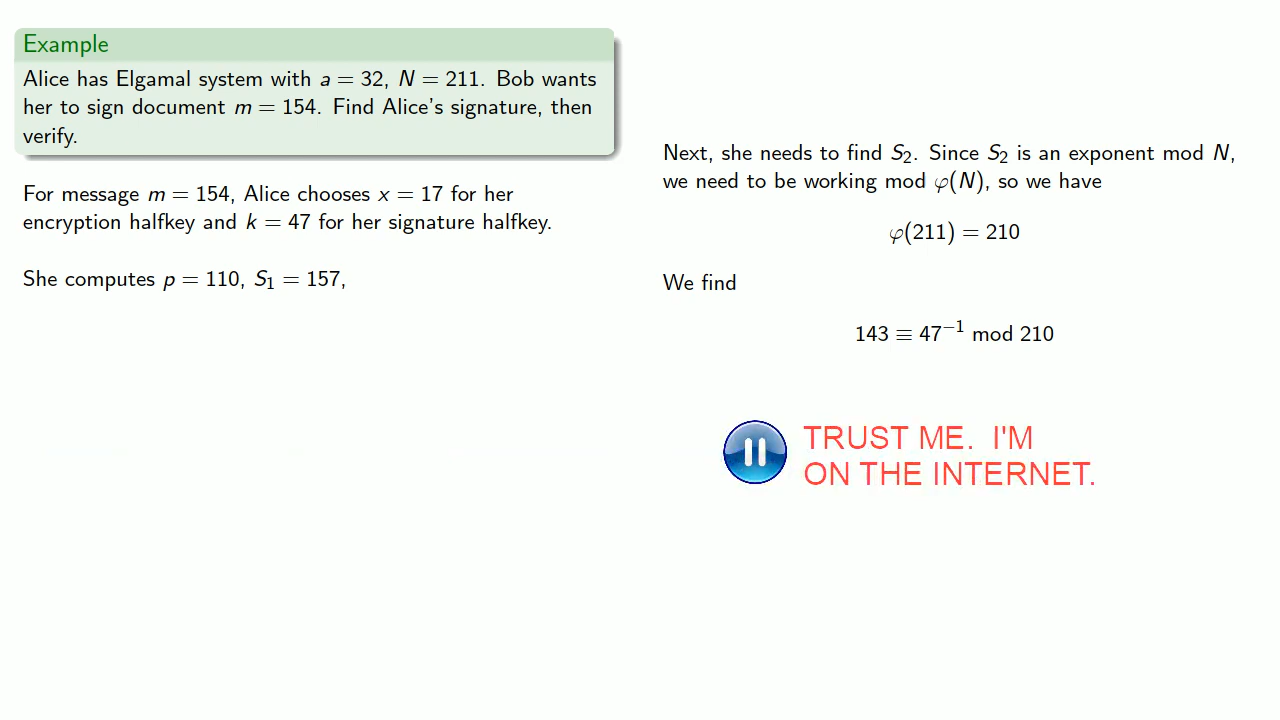 Example
Alice has Elgamal system with a = 32, N = 211. Bob wants
her to sign document m = 154. Find Alice's signature, then
verify.
For message m = 154, Alice chooses x = 17 for her
encryption halfkey and k = 47 for her signature halfkey.
She computes p = 110, S₁ = 157,
Next, she needs to find S₂. Since S₂ is an exponent mod N,
we need to be working mod φ(N), so we have
φ(211) = 210
We find
143 ≡ 47⁻¹ mod 210
TRUST ME. I'M
ON THE INTERNET.